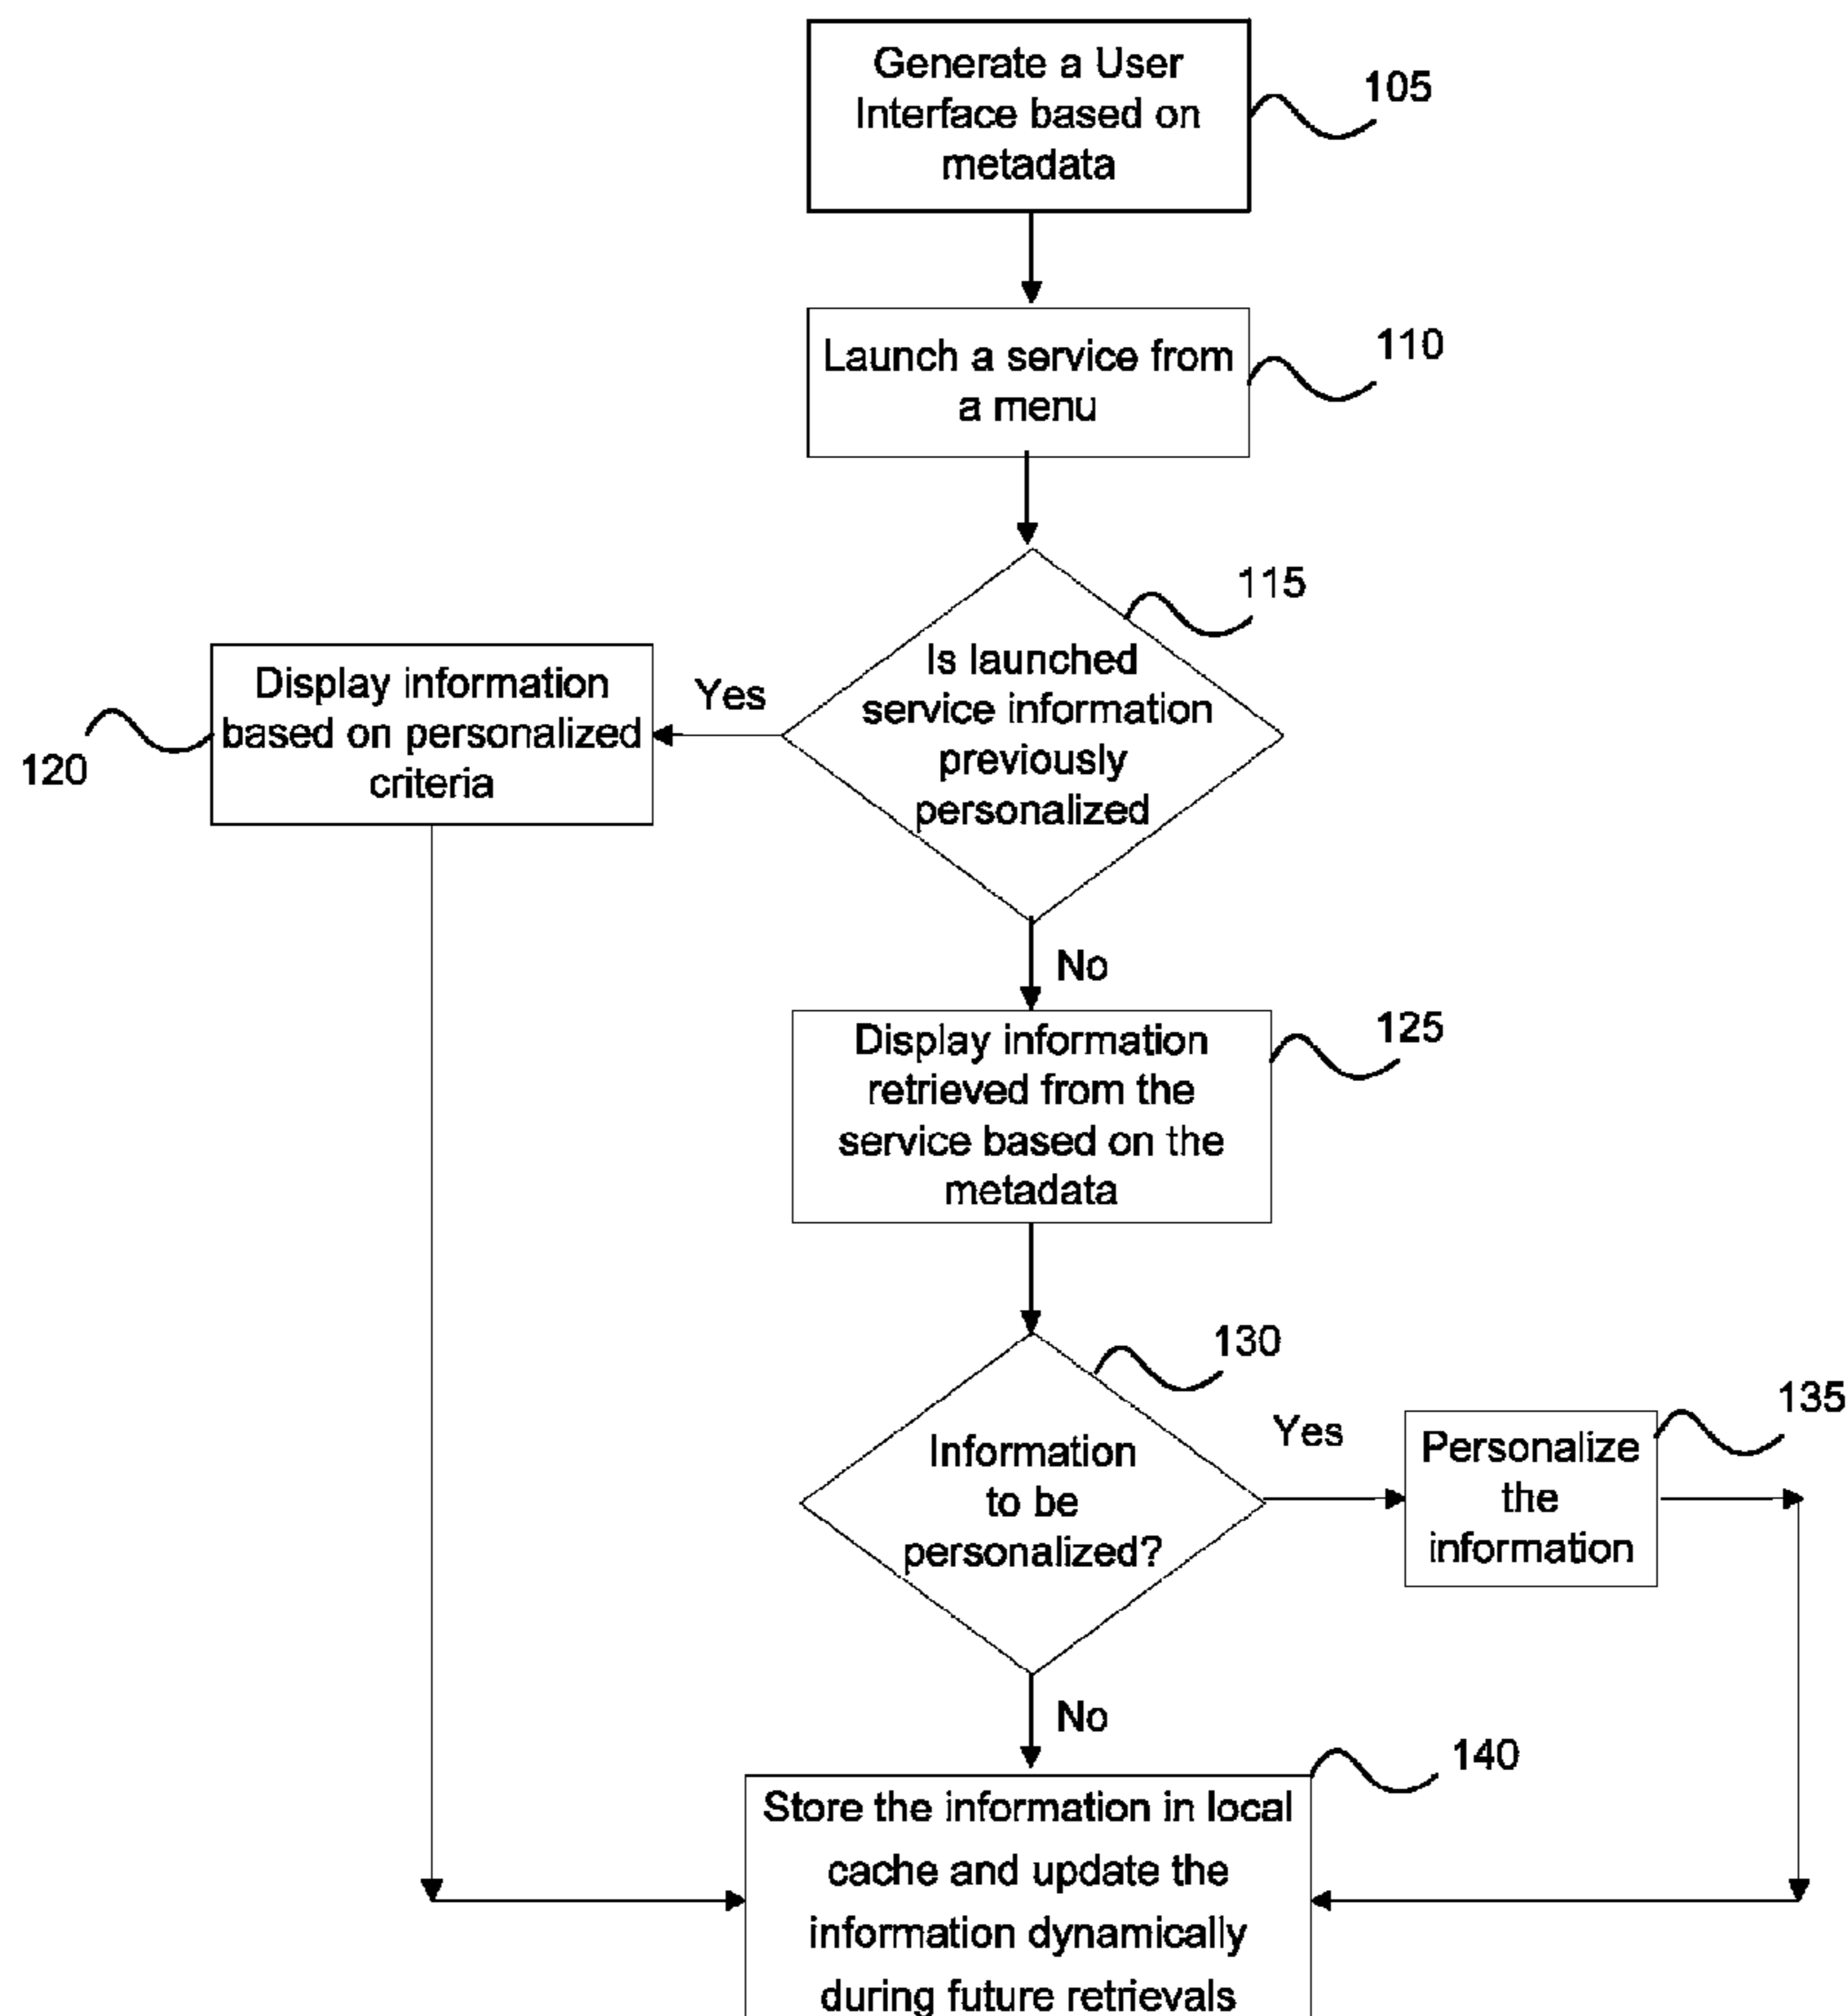 Generate a User
Interface based on
metadata
105
Launch a service from
a menu
110
115
Is launched
service information
previously
personalized
Yes
Display information
based on personalized
criteria
120
No
Display information
retrieved from the
service based on the
metadata
125
130
Information
to be
personalized?
Yes
Personalize
the
information
135
No
140
Store the information in local
cache and update the
information dynamically
during future retrievals